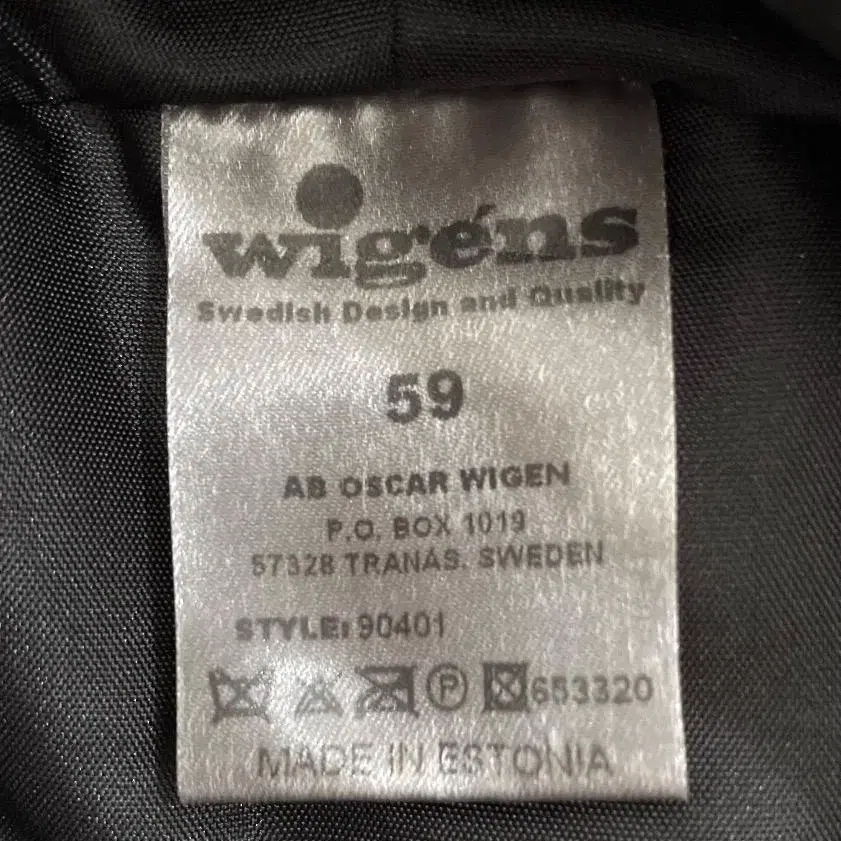 wigéns
Swedish Design and Quality
59
AB OSCAR WIGEN
P.O. BOX 1019
57328 TRANÅS. SWEDEN
STYLE: 90401
P 653320
MADE IN ESTONIA